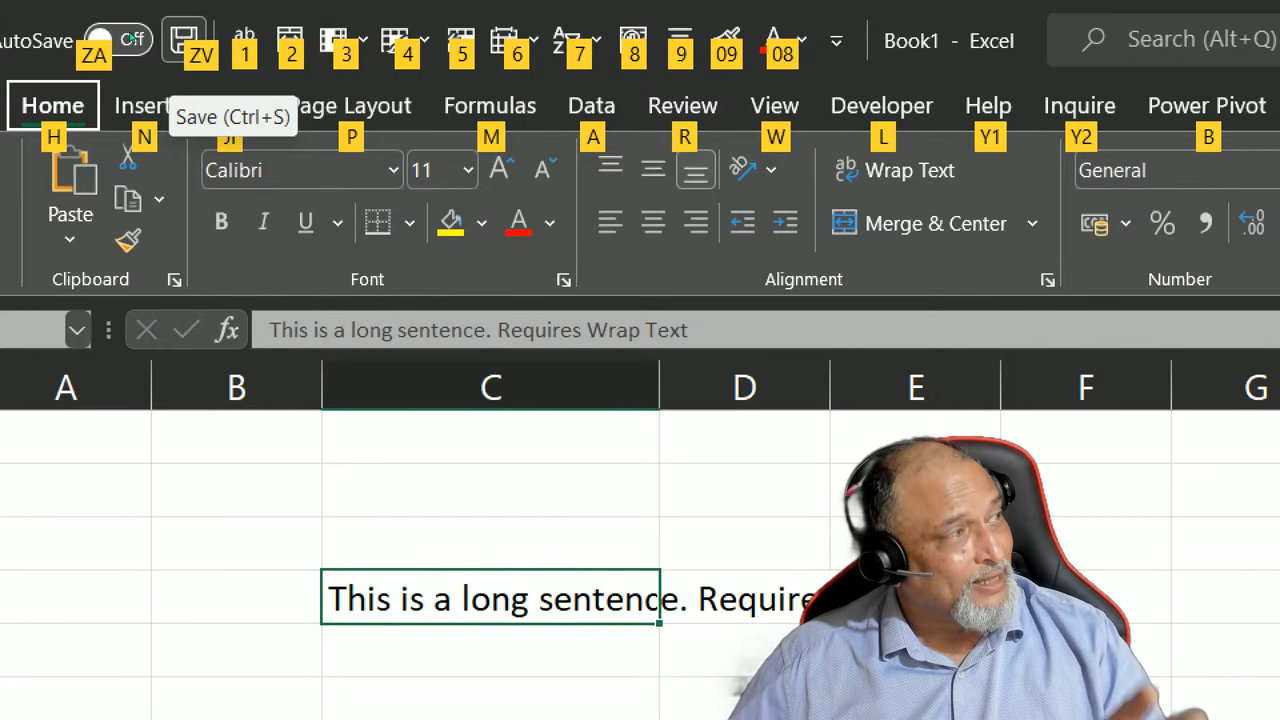 AutoSave Off Book1 - Excel Search (Alt+Q)
ZA ZV 1 2 3 4 5 6 7 8 9 09 08
Home Insert Page Layout Formulas Data Review View Developer Help Inquire Power Pivot
Save (Ctrl+S)
H N P M A R W L Y1 Y2 B
Calibri 11 ab Wrap Text General
Paste B I U A Merge & Center % .00
Clipboard Font Alignment Number
fx This is a long sentence. Requires Wrap Text
A B C D E F G
This is a long sentence. Require